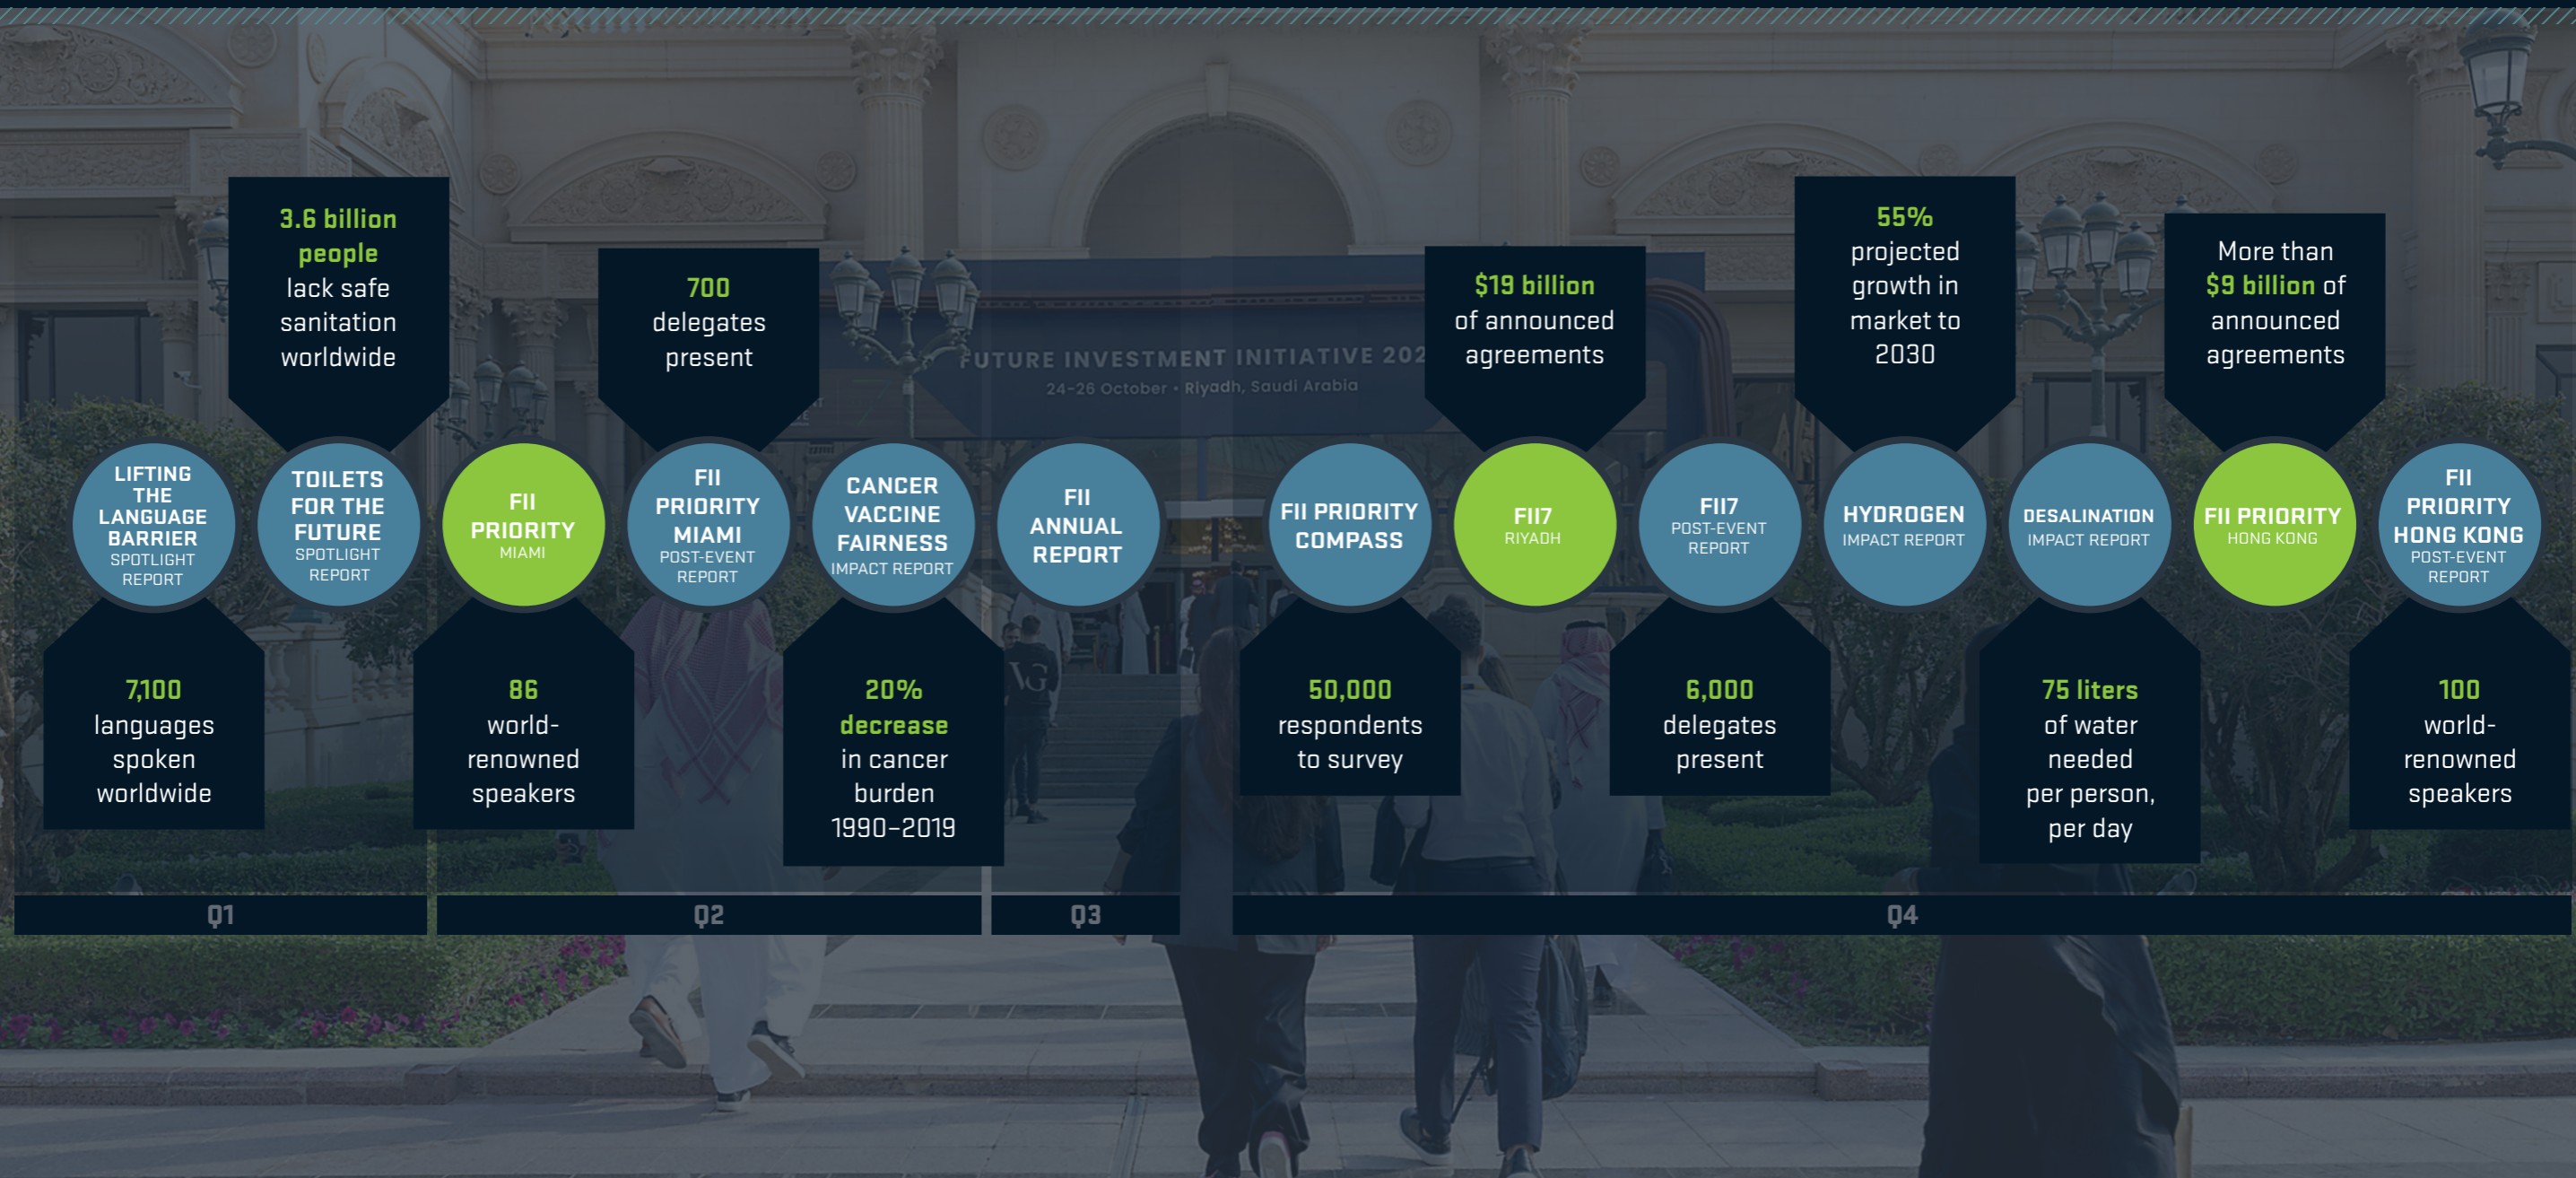 3.6 billion
people
lack safe
sanitation
worldwide
700
delegates
present
$19 billion
of announced
agreements
55%
projected
growth in
market to
2030
More than
$9 billion of
announced
agreements
FUTURE INVESTMENT INITIATIVE 202
24-26 October • Riyadh, Saudi Arabia
LIFTING
THE
LANGUAGE
BARRIER
SPOTLIGHT
REPORT
TOILETS
FOR THE
FUTURE
SPOTLIGHT
REPORT
FII
PRIORITY
MIAMI
FII
PRIORITY
MIAMI
POST-EVENT
REPORT
CANCER
VACCINE
FAIRNESS
IMPACT REPORT
FII
ANNUAL
REPORT
FII PRIORITY
COMPASS
FII7
RIYADH
FII7
POST-EVENT
REPORT
HYDROGEN
IMPACT REPORT
DESALINATION
IMPACT REPORT
FII PRIORITY
HONG KONG
FII
PRIORITY
HONG KONG
POST-EVENT
REPORT
7,100
languages
spoken
worldwide
86
world-
renowned
speakers
20%
decrease
in cancer
burden
1990–2019
50,000
respondents
to survey
6,000
delegates
present
75 liters
of water
needed
per person,
per day
100
world-
renowned
speakers
Q1
Q2
Q3
Q4